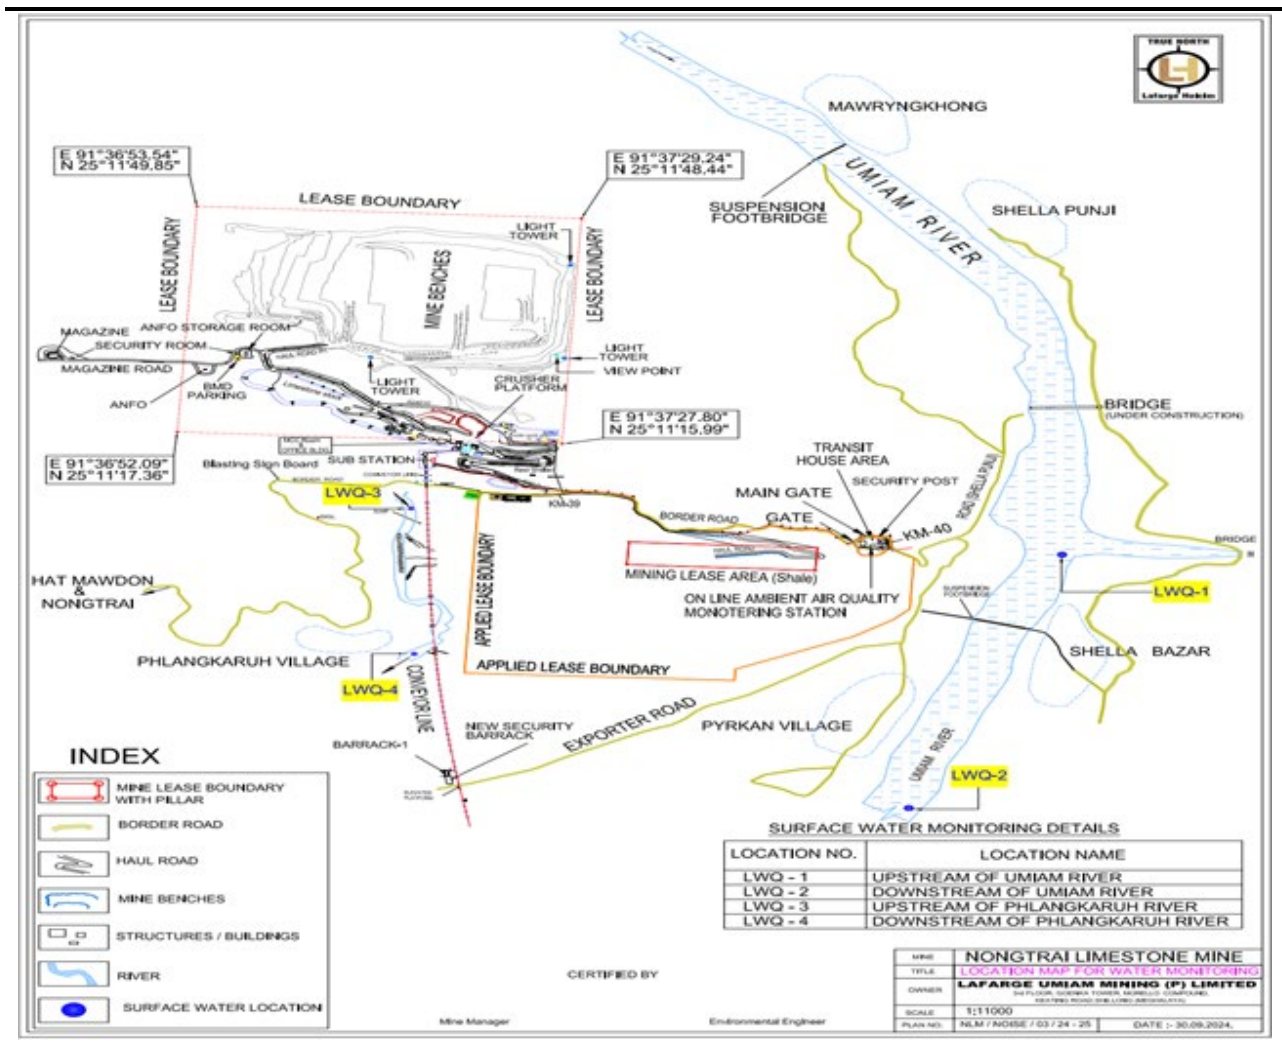 TRUE NORTH
Lafarge Holcim
MAWRYNGKHONG
UMIAM RIVER
SUSPENSION
FOOTBRIDGE
SHELLA PUNJI
E 91°36'53.54"
N 25°11'49.85"
E 91°37'29.24"
N 25°11'48.44"
LEASE BOUNDARY
LEASE BOUNDARY
LEASE BOUNDARY
LIGHT
TOWER
MINE BENCHES
MAGAZINE
ANFO STORAGE ROOM
SECURITY ROOM
MAGAZINE ROAD
HAUL ROAD
BMD
PARKING
ANFO
LIGHT
TOWER
LIGHT
TOWER
VIEW POINT
CRUSHER
PLATFORM
E 91°37'27.80"
N 25°11'15.99"
E 91°36'52.09"
N 25°11'17.36"
SUB STATION
Blasting Sign Board
BORDER ROAD
LWQ-3
KM-39
BORDER ROAD
TRANSIT
HOUSE AREA
SECURITY POST
MAIN GATE
GATE
KM-40
ROAD (SHELLA PUNJI)
BRIDGE
(UNDER CONSTRUCTION)
BRIDGE
LWQ-1
HAUL ROAD
MINING LEASE AREA (Shale)
ON LINE AMBIENT AIR QUALITY
MONOTERING STATION
SUSPENSION
FOOTBRIDGE
SHELLA BAZAR
HAT MAWDON
&
NONGTRAI
PHLANGKARUH VILLAGE
LWQ-4
CONVEYOR LINE
APPLIED LEASE BOUNDARY
APPLIED LEASE BOUNDARY
EXPORTER ROAD
PYRKAN VILLAGE
NEW SECURITY
BARRACK
BARRACK-1
UMIAM RIVER
LWQ-2
INDEX
MINE LEASE BOUNDARY
WITH PILLAR
BORDER ROAD
HAUL ROAD
MINE BENCHES
STRUCTURES / BUILDINGS
RIVER
SURFACE WATER LOCATION
SURFACE WATER MONITORING DETAILS
LOCATION NO. LOCATION NAME
LWQ - 1 UPSTREAM OF UMIAM RIVER
LWQ - 2 DOWNSTREAM OF UMIAM RIVER
LWQ - 3 UPSTREAM OF PHLANGKARUH RIVER
LWQ - 4 DOWNSTREAM OF PHLANGKARUH RIVER
CERTIFIED BY
Mine Manager
Environmental Engineer
MINE NONGTRAI LIMESTONE MINE
TITLE LOCATION MAP FOR WATER MONITORING
OWNER LAFARGE UMIAM MINING (P) LIMITED
SCALE 1:11000
PLAN NO. NLM / NOISE / 03 / 24 - 25 DATE :- 30.09.2024.